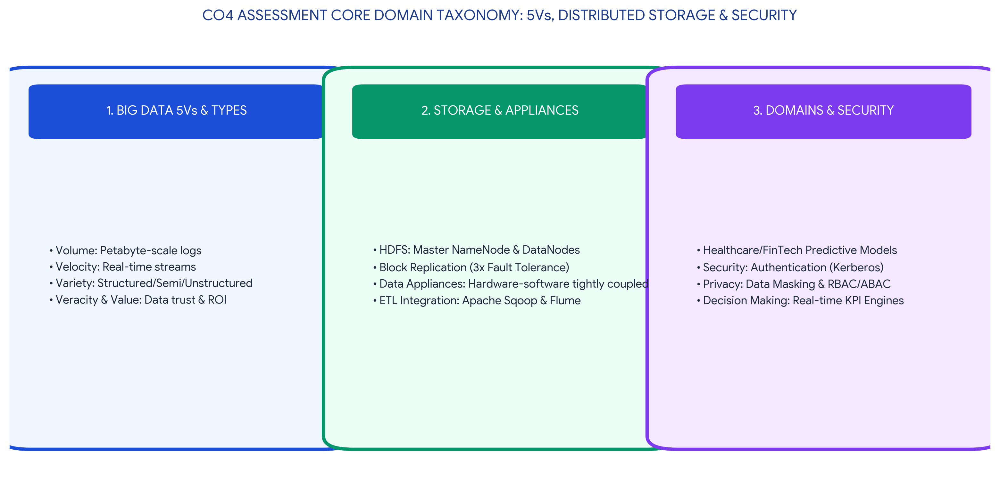 CO4 ASSESSMENT CORE DOMAIN TAXONOMY: 5Vs, DISTRIBUTED STORAGE & SECURITY
1. BIG DATA 5Vs & TYPES
• Volume: Petabyte-scale logs
• Velocity: Real-time streams
• Variety: Structured/Semi/Unstructured
• Veracity & Value: Data trust & ROI
2. STORAGE & APPLIANCES
• HDFS: Master NameNode & DataNodes
• Block Replication (3x Fault Tolerance)
• Data Appliances: Hardware-software tightly coupled
• ETL Integration: Apache Sqoop & Flume
3. DOMAINS & SECURITY
• Healthcare/FinTech Predictive Models
• Security: Authentication (Kerberos)
• Privacy: Data Masking & RBAC/ABAC
• Decision Making: Real-time KPI Engines